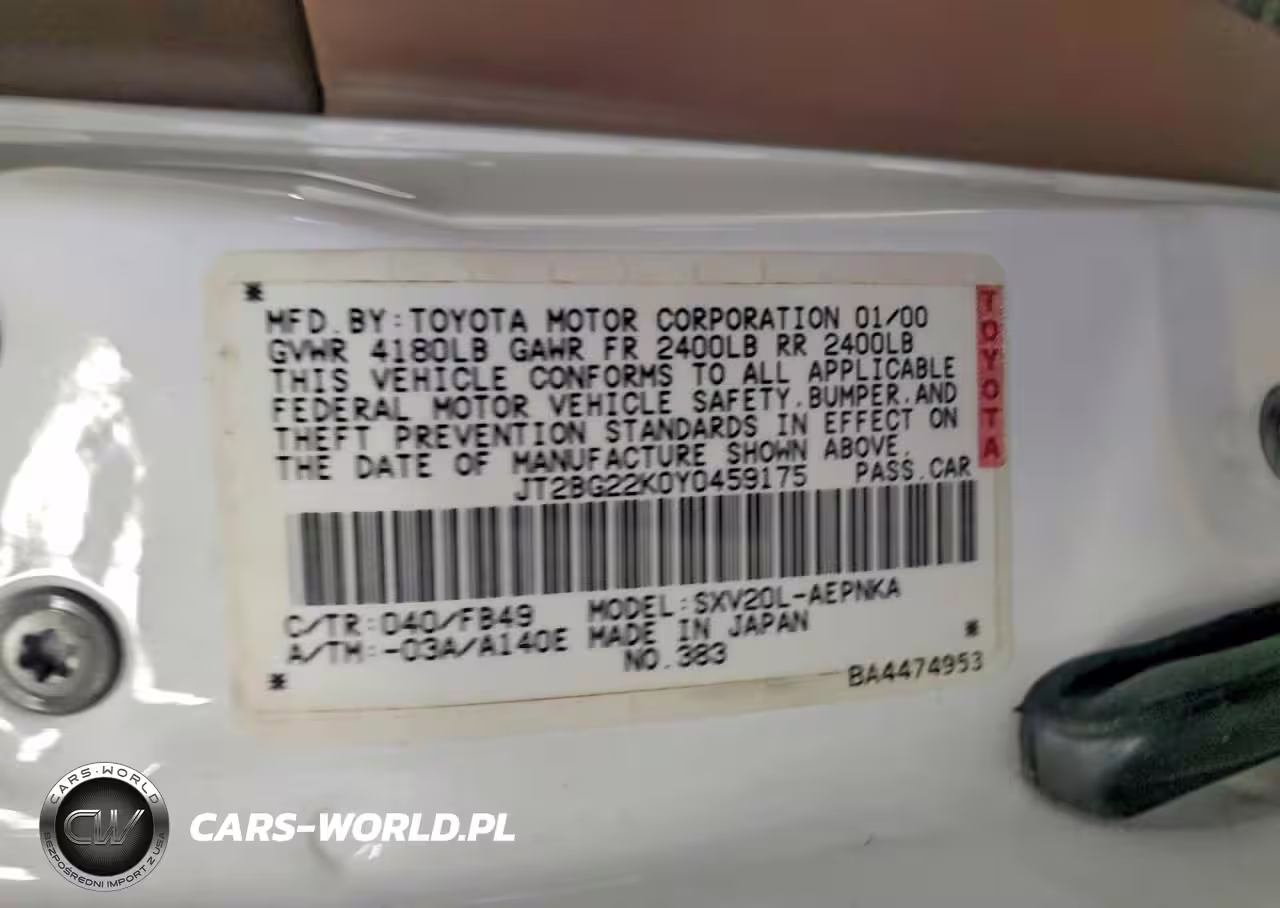 *
MFD. BY: TOYOTA MOTOR CORPORATION 01/00
GVWR 4180LB GAWR FR 2400LB RR 2400LB
THIS VEHICLE CONFORMS TO ALL APPLICABLE
FEDERAL MOTOR VEHICLE SAFETY, BUMPER, AND
THEFT PREVENTION STANDARDS IN EFFECT ON
THE DATE OF MANUFACTURE SHOWN ABOVE.
JT2BG22K0Y0459175 PASS. CAR
TOYOTA
C/TR: 040/FB49 MODEL: SXV20L-AEPNKA
A/TM: -03A/A140E MADE IN JAPAN
*
NO. 383
* BA4474953
CARS-WORLD
CW
BEZPOŚREDNI IMPORT Z USA
CARS-WORLD.PL